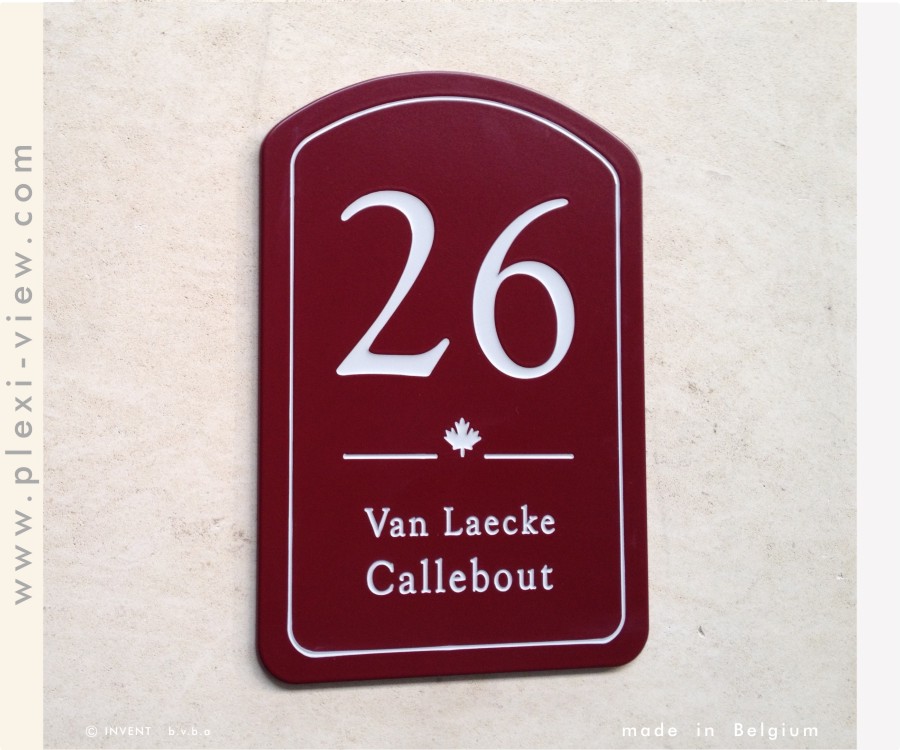 www.plexi-view.com
26
Van Laecke
Callebout
© INVENT b.v.b.a
made in Belgium